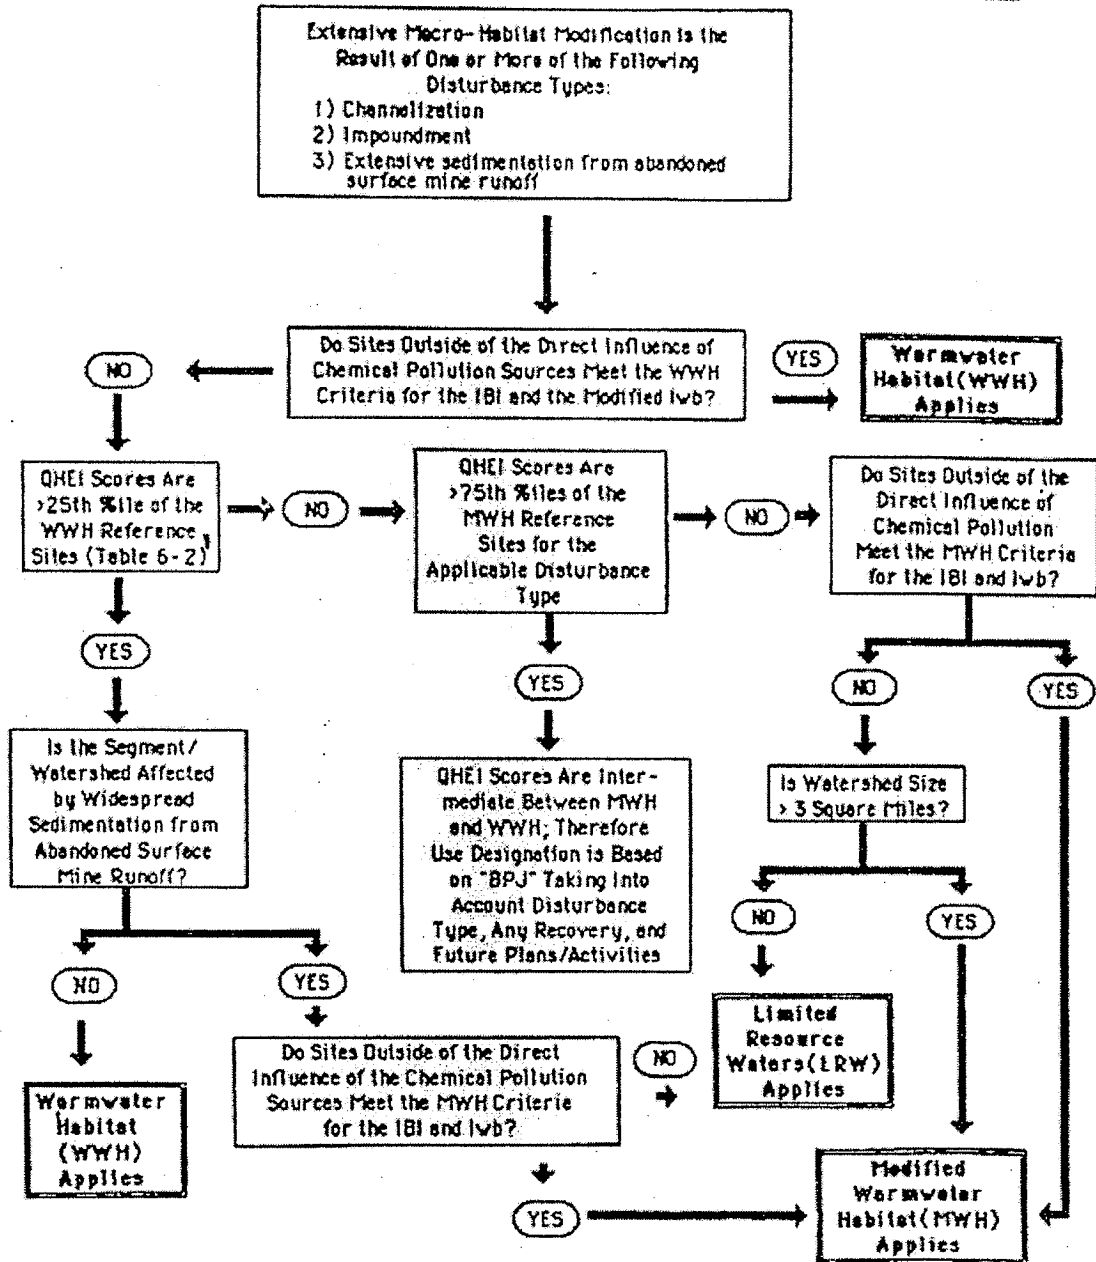 Extensive Macro-Habitat Modification is the
Result of One or More of the Following
Disturbance Types:
1) Channelization
2) Impoundment
3) Extensive sedimentation from abandoned
surface mine runoff
Do Sites Outside of the Direct Influence of
Chemical Pollution Sources Meet the WWH
Criteria for the IBI and the Modified Iwb?
YES
Warmwater
Habitat(WWH)
Applies
NO
QHEI Scores Are
>25th %ile of the
WWH Reference
Sites (Table 6-2)
NO
QHEI Scores Are
>75th %iles of the
MWH Reference
Sites for the
Applicable Disturbance
Type
NO
Do Sites Outside of the
Direct Influence of
Chemical Pollution
Meet the MWH Criteria
for the IBI and Iwb?
YES
YES
NO
YES
Is the Segment/
Watershed Affected
by Widespread
Sedimentation from
Abandoned Surface
Mine Runoff?
QHEI Scores Are Inter-
mediate Between MWH
and WWH; Therefore
Use Designation is Based
on "BPJ" Taking Into
Account Disturbance
Type, Any Recovery, and
Future Plans/Activities
Is Watershed Size
> 3 Square Miles?
NO
YES
NO
YES
Limited
Resource
Waters(LRW)
Applies
Do Sites Outside of the Direct
Influence of the Chemical Pollution
Sources Meet the MWH Criteria
for the IBI and Iwb?
NO
Warmwater
Habitat
(WWH)
Applies
YES
Modified
Warmwater
Habitat(MWH)
Applies